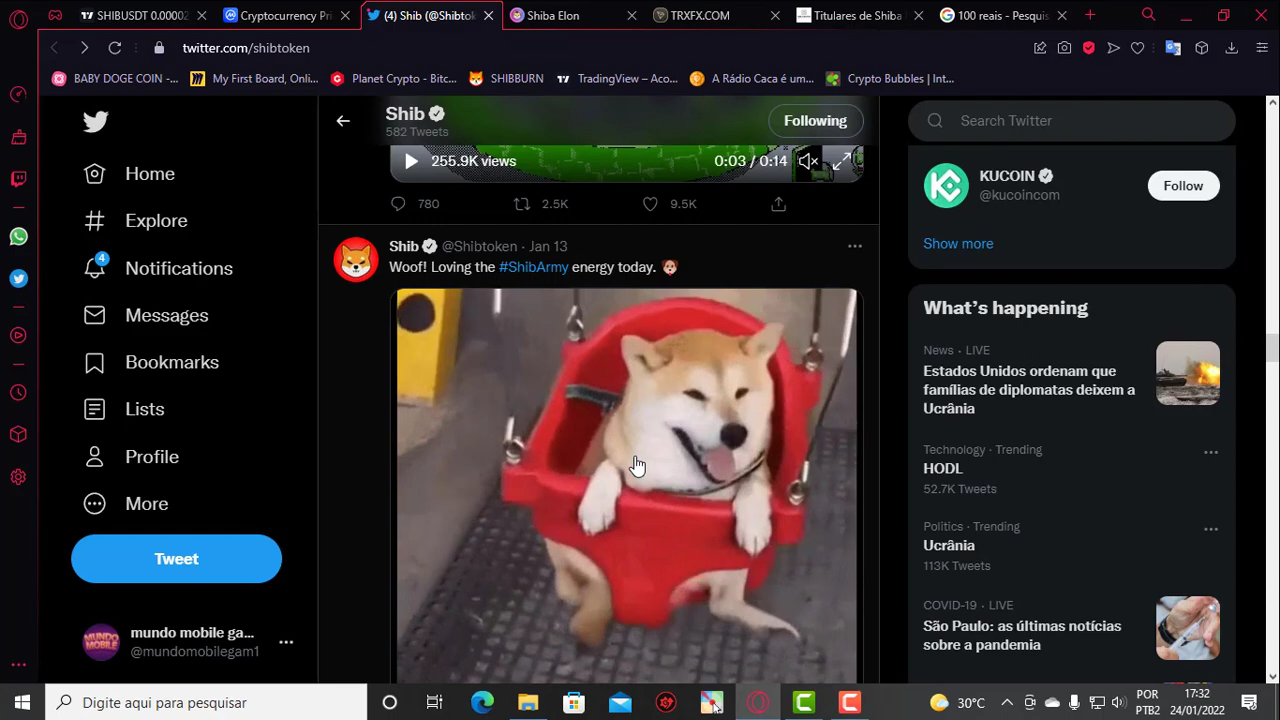 SHIBUSDT 0.00002
Cryptocurrency Pri
(4) Shib (@Shibtok
Shiba Elon
TRXFX.COM
Titulares de Shiba
100 reais - Pesquis
twitter.com/shibtoken
BABY DOGE COIN -...
My First Board, Onli...
Planet Crypto - Bitc...
SHIBBURN
TradingView – Aco...
A Rádio Caca é um...
Crypto Bubbles | Int...
Home
Explore
4
Notifications
Messages
Bookmarks
Lists
Profile
More
Tweet
mundo mobile ga...
@mundomobilegam1
Shib
582 Tweets
Following
255.9K views
0:03 / 0:14
780
2.5K
9.5K
Shib @Shibtoken · Jan 13
Woof! Loving the #ShibArmy energy today.
Search Twitter
KUCOIN
@kucoincom
Follow
Show more
What's happening
News · LIVE
Estados Unidos ordenam que
famílias de diplomatas deixem a
Ucrânia
Technology · Trending
HODL
52.7K Tweets
Politics · Trending
Ucrânia
113K Tweets
COVID-19 · LIVE
São Paulo: as últimas notícias
sobre a pandemia
Digite aqui para pesquisar
30°C
POR
PTB2
17:32
24/01/2022